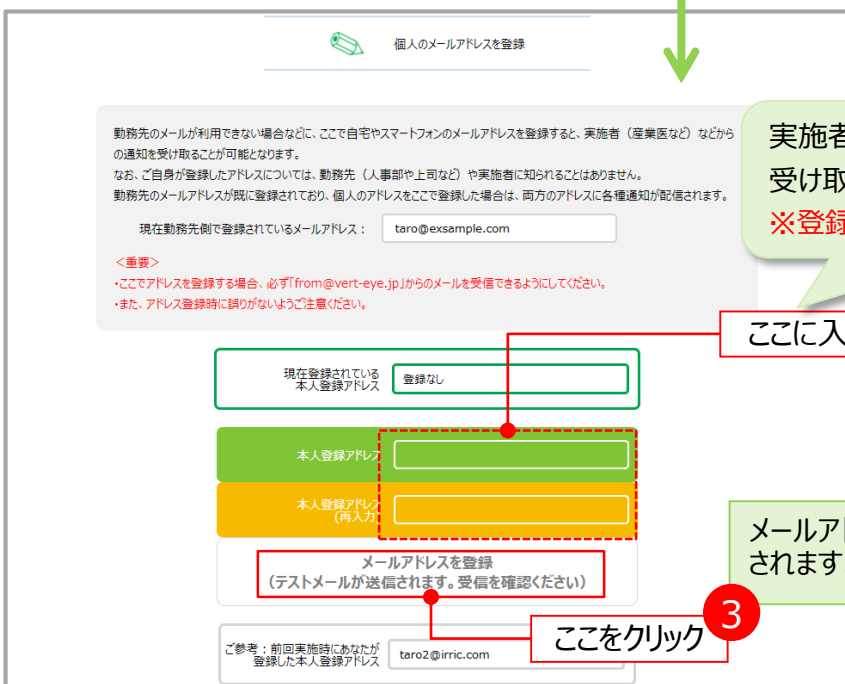 個人のメールアドレスを登録
勤務先のメールが利用できない場合などに、ここで自宅やスマートフォンのメールアドレスを登録すると、実施者（産業医など）などから
の通知を受け取ることが可能となります。
なお、ご自身が登録したアドレスについては、勤務先（人事部や上司など）や実施者に知られることはありません。
勤務先のメールアドレスが既に登録されており、個人のアドレスをここで登録した場合は、両方のアドレスに各種通知が配信されます。
現在勤務先側で登録されているメールアドレス： taro@exsample.com
＜重要＞
・ここでアドレスを登録する場合、必ず「from@vert-eye.jp」からのメールを受信できるようにしてください。
・また、アドレス登録時に誤りがないようご注意ください。
実施者
受け取
※登録
ここに入
現在登録されている
本人登録アドレス
登録なし
本人登録アドレス
本人登録アドレス
(再入力)
メールアドレスを登録
（テストメールが送信されます。受信を確認ください）
メールア
されます
3
ここをクリック
ご参考：前回実施時にあなたが
登録した本人登録アドレス
taro2@irric.com